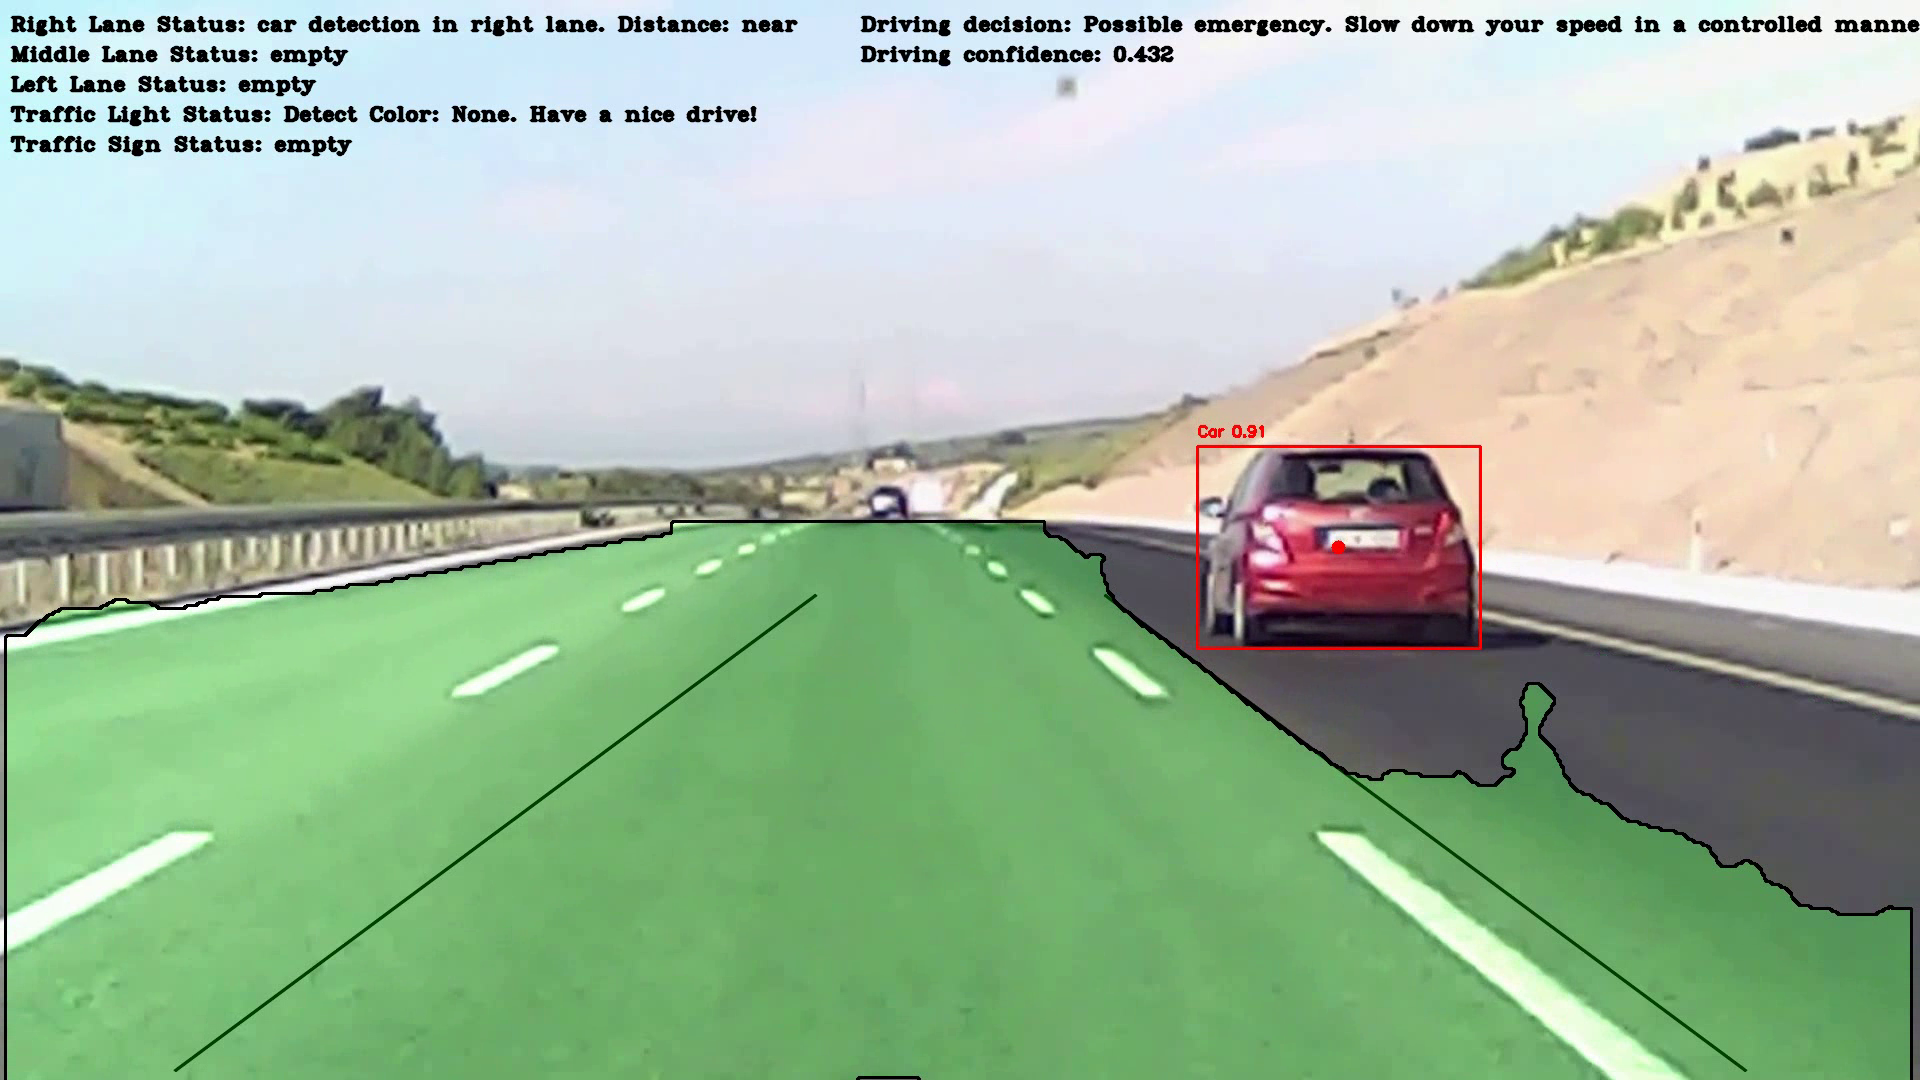 Right Lane Status: car detection in right lane. Distance: near
Middle Lane Status: empty
Left Lane Status: empty
Traffic Light Status: Detect Color: None. Have a nice drive!
Traffic Sign Status: empty
Driving decision: Possible emergency. Slow down your speed in a controlled manne
Driving confidence: 0.432
Car 0.91